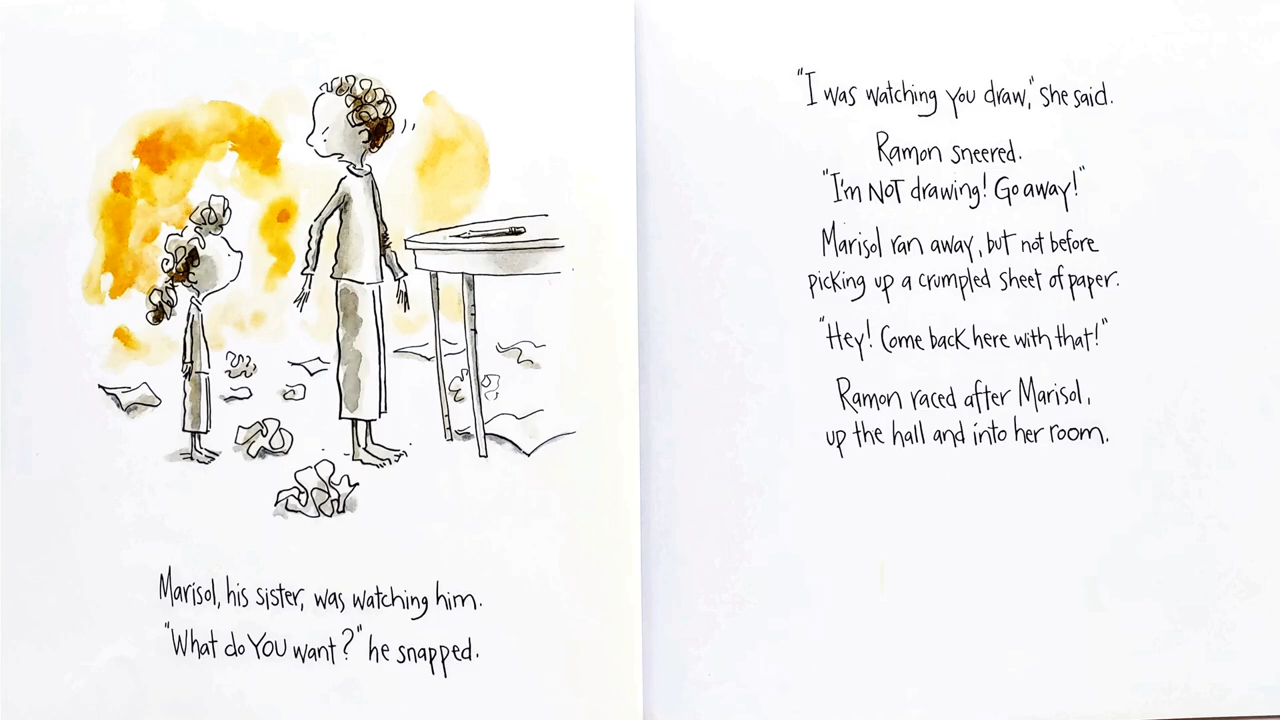 Marisol, his sister, was watching him.
"What do YOU want?" he snapped.
"I was watching you draw," she said.
Ramon sneered.
"I'm NOT drawing! Go away!"
Marisol ran away, but not before
picking up a crumpled sheet of paper.
"Hey! Come back here with that!"
Ramon raced after Marisol,
up the hall and into her room.